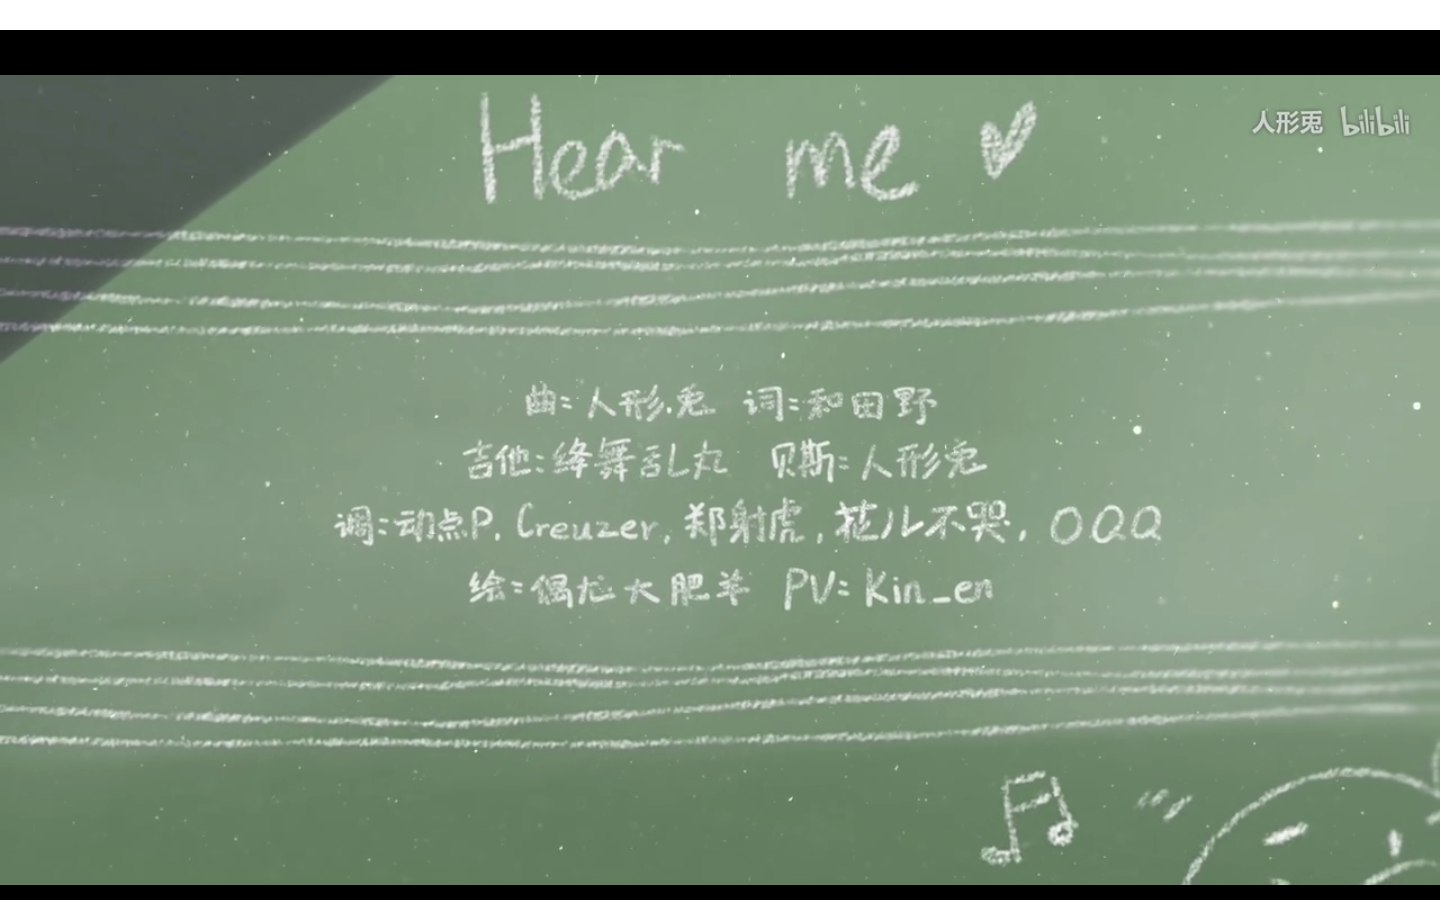 Hear me
人形兎 bilibili
曲:人形兎 词:和田野
吉他:绛舞乱丸 贝斯:人形兎
调:动点P, Creuzer, 郑射虎, 花儿不哭, OQQ
绘:偶尤大肥羊 PV:Kin_en